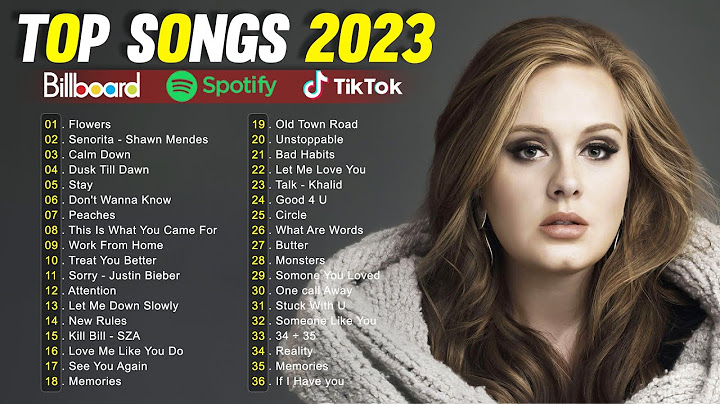 TOP SONGS 2023
Billboard Spotify TikTok
01 . Flowers
02 . Senorita - Shawn Mendes
03 . Calm Down
04 . Dusk Till Dawn
05 . Stay
06 . Don't Wanna Know
07 . Peaches
08 . This Is What You Came For
09 . Work From Home
10 . Treat You Better
11 . Sorry - Justin Bieber
12 . Attention
13 . Let Me Down Slowly
14 . New Rules
15 . Kill Bill - SZA
16 . Love Me Like You Do
17 . See You Again
18 . Memories
19 . Old Town Road
20 . Unstoppable
21 . Bad Habits
22 . Let Me Love You
23 . Talk - Khalid
24 . Good 4 U
25 . Circle
26 . What Are Words
27 . Butter
28 . Monsters
29 . Somone You Loved
30 . One call Away
31 . Stuck With U
32 . Someone Like You
33 . 34 + 35
34 . Reality
35 . Memories
36 . If I Have you